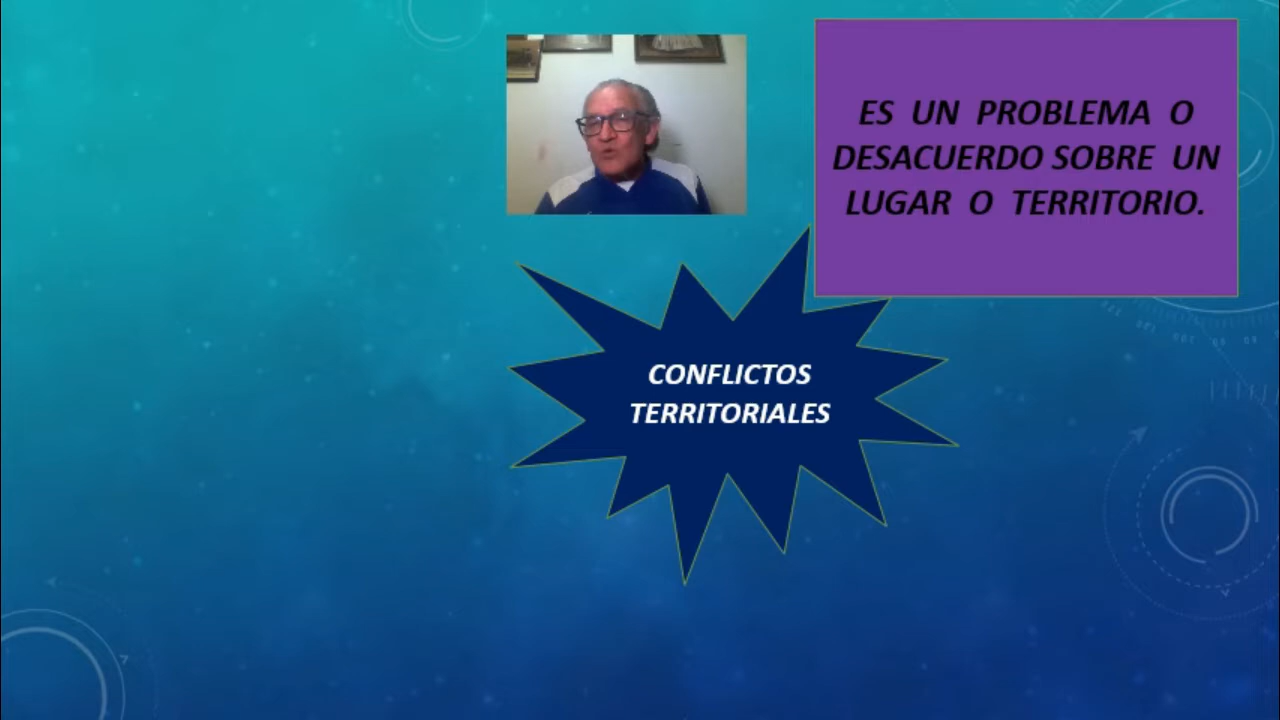 ES UN PROBLEMA O
DESACUERDO SOBRE UN
LUGAR O TERRITORIO.
CONFLICTOS
TERRITORIALES